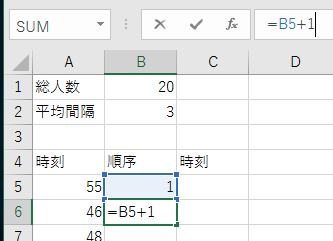 SUM fx =B5+1
A B C D
1 総人数 20
2 平均間隔 3
3
4 時刻 順序 時刻
5 55 1
6 46 =B5+1
7 48